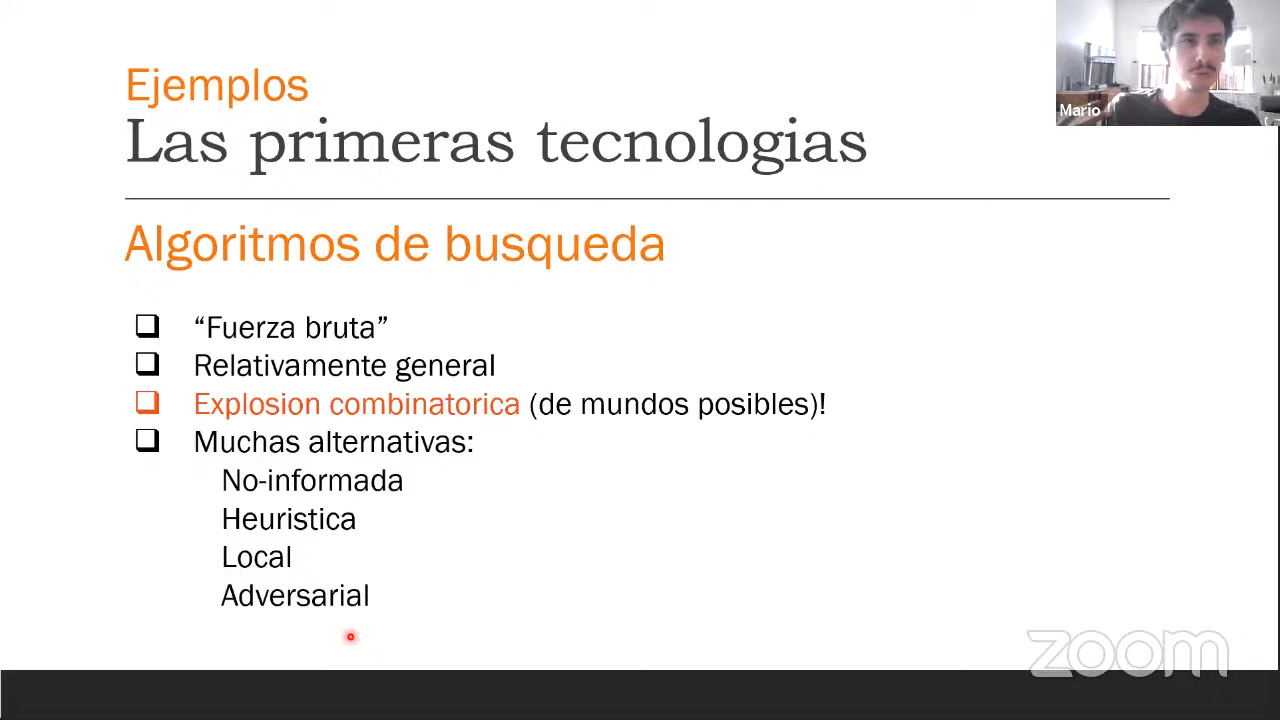 Ejemplos
Las primeras tecnologias
Mario
Algoritmos de busqueda
“Fuerza bruta”
Relativamente general
Explosion combinatorica (de mundos posibles)!
Muchas alternativas:
No-informada
Heuristica
Local
Adversarial
zoom